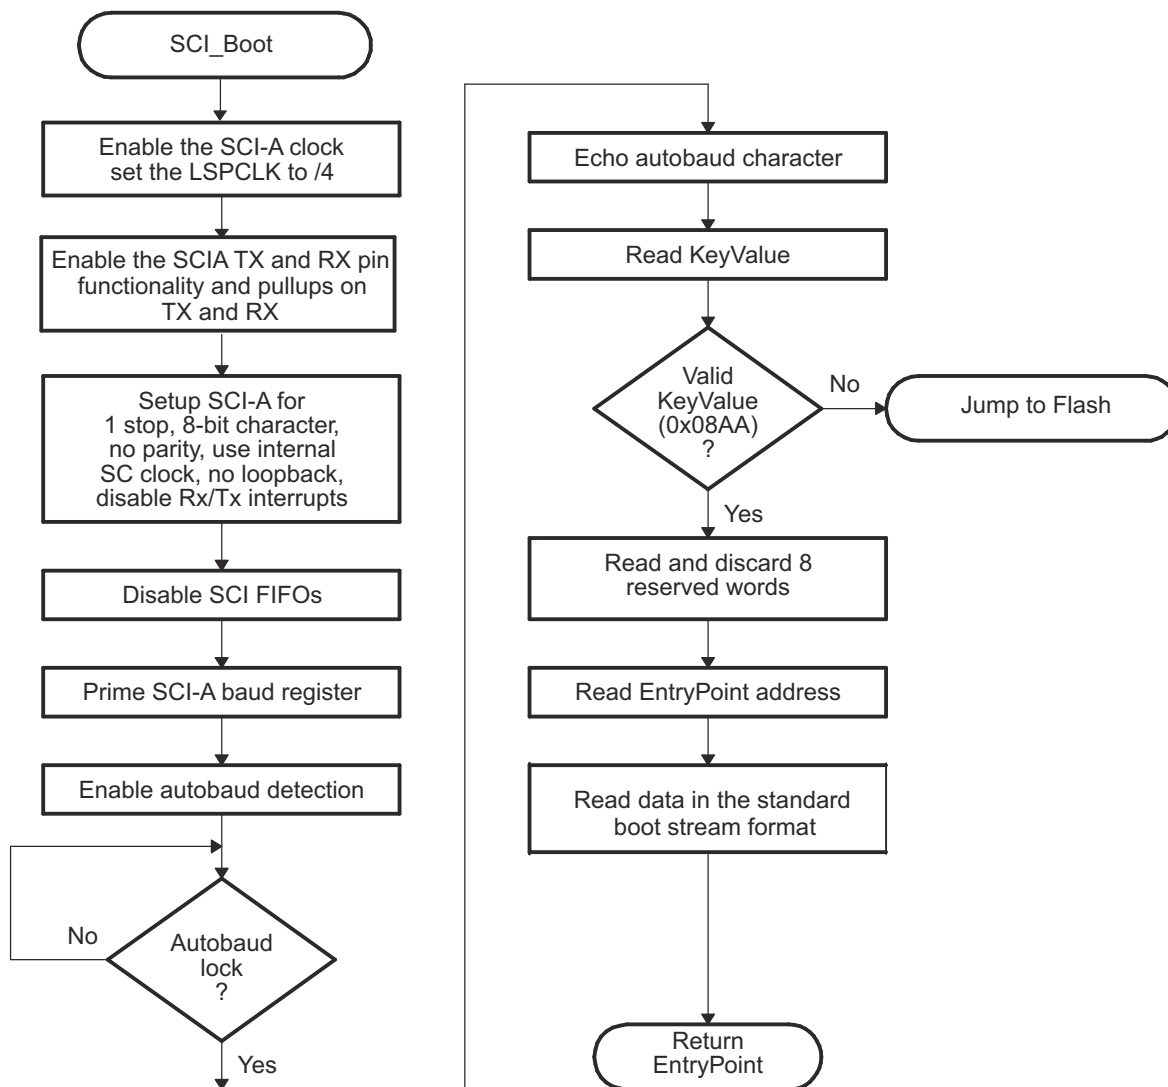 SCI_Boot
Enable the SCI-A clock
set the LSPCLK to /4
Enable the SCIA TX and RX pin
functionality and pullups on
TX and RX
Setup SCI-A for
1 stop, 8-bit character,
no parity, use internal
SC clock, no loopback,
disable Rx/Tx interrupts
Disable SCI FIFOs
Prime SCI-A baud register
Enable autobaud detection
No
Autobaud
lock
?
Yes
Echo autobaud character
Read KeyValue
Valid
KeyValue
(0x08AA)
?
No
Jump to Flash
Yes
Read and discard 8
reserved words
Read EntryPoint address
Read data in the standard
boot stream format
Return
EntryPoint